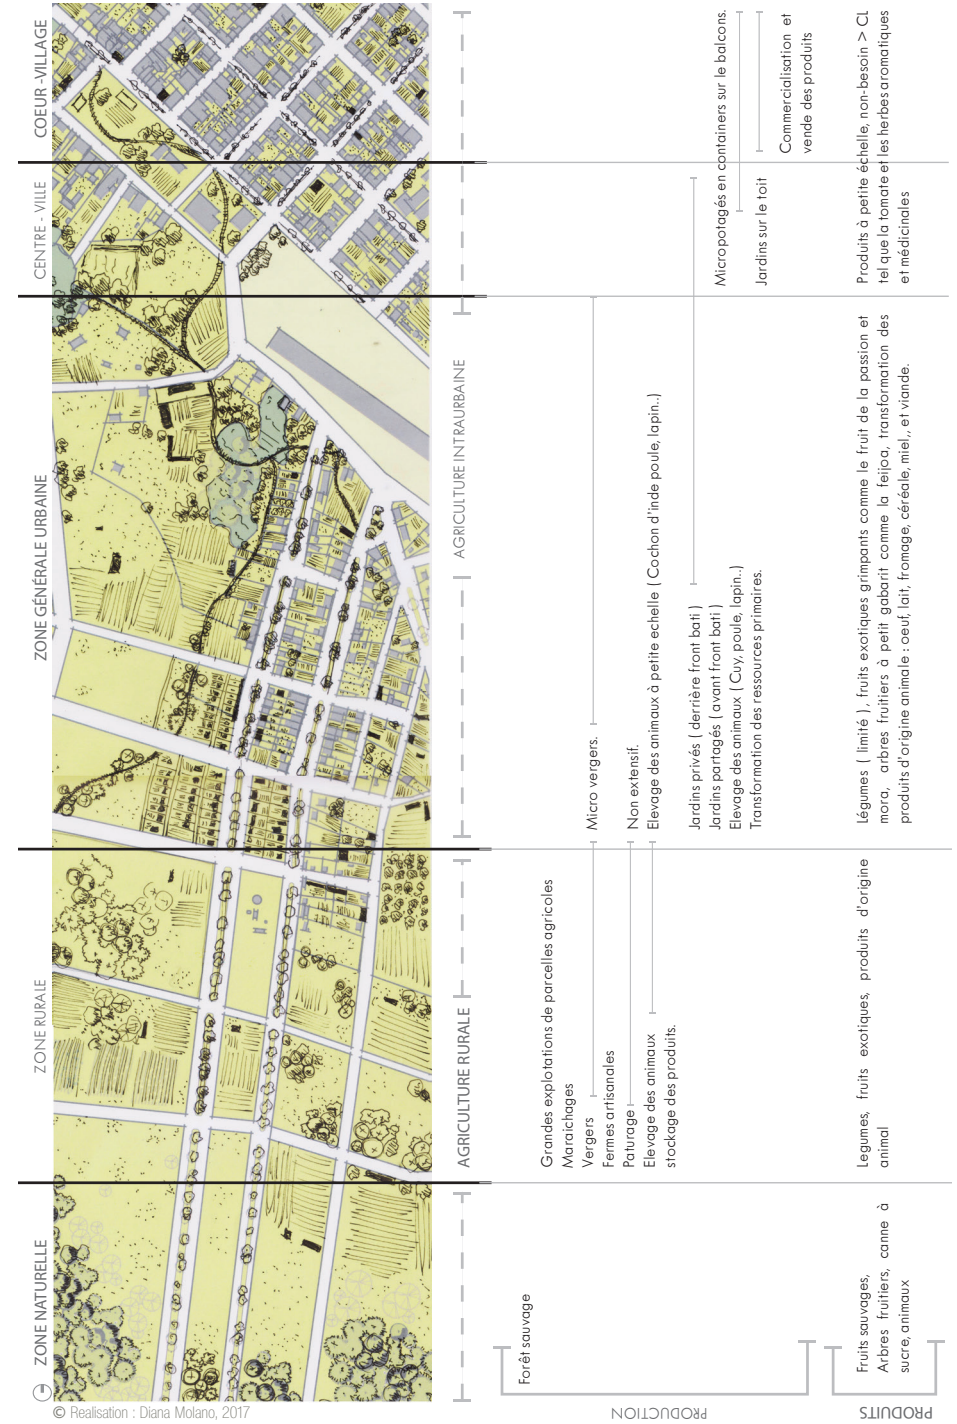 ZONE NATURELLE
ZONE RURALE
ZONE GÉNÉRALE URBAINE
CENTRE - VILLE
COEUR -VILLAGE
AGRICULTURE RURALE
AGRICULTURE INTRAURBAINE
PRODUCTION
Forêt sauvage
Grandes explotations de parcelles agricoles
Maraichages
Vergers
Fermes artisanales
Paturage
Elevage des animaux
stockage des produits.
Micro vergers.
Non extensif.
Elevage des animaux à petite echelle ( Cochon d'inde poule, lapin..)
Jardins privés ( derrière front bati )
Jardins partagés ( avant front bati )
Elevage des animaux ( Cuy, poule, lapin..)
Transformation des ressources primaires.
Micropotagés en containers sur le balcons.
Jardins sur le toit
Commercialisation et
vende des produits
PRODUITS
Fruits sauvages,
Arbres fruitiers, canne à
sucre, animaux
Legumes, fruits exotiques, produits d'origine
animal
Légumes ( limité ), fruits exotiques grimpants comme le fruit de la passion et
mora, arbres fruitiers à petit gabarit comme la feijoa, transformation des
produits d'origine animale : oeuf, lait, fromage, céréale, miel,, et viande.
Produits à petite échelle, non-besoin > CL
tel que la tomate et les herbes aromatiques
et médicinales
© Realisation : Diana Molano, 2017